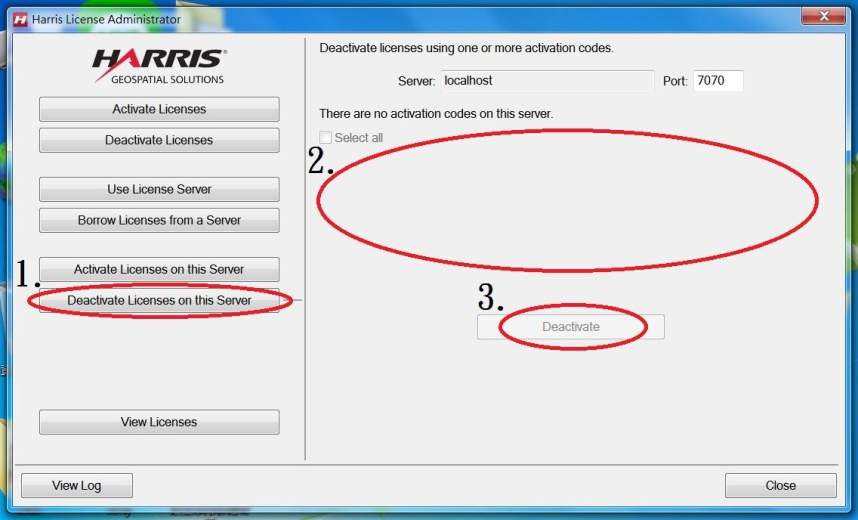 Harris License Administrator
HARRIS®
GEOSPATIAL SOLUTIONS
Activate Licenses
Deactivate Licenses
Use License Server
Borrow Licenses from a Server
1.
Activate Licenses on this Server
Deactivate Licenses on this Server
View Licenses
Deactivate licenses using one or more activation codes.
Server: localhost Port: 7070
There are no activation codes on this server.
Select all
2.
3.
Deactivate
View Log
Close